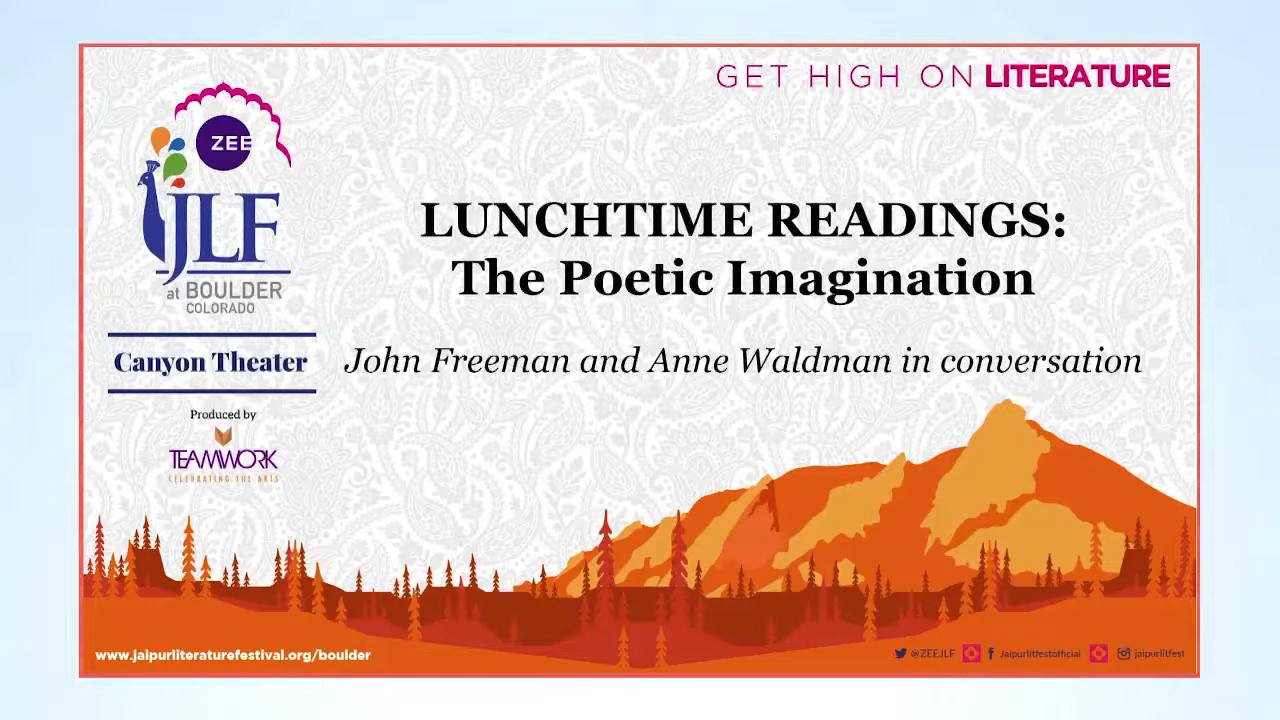 GET HIGH ON LITERATURE
ZEE
JLF
at BOULDER
COLORADO
Canyon Theater
Produced by
TEAMWORK
CELEBRATING THE ARTS
LUNCHTIME READINGS:
The Poetic Imagination
John Freeman and Anne Waldman in conversation
www.jaipurliteraturefestival.org/boulder
@ZEEJLF
Jaipurlitfestofficial
jaipurlitfest